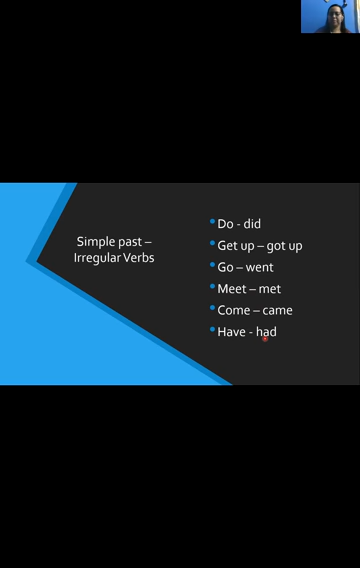 Simple past –
Irregular Verbs
Do - did
Get up – got up
Go – went
Meet – met
Come – came
Have - had